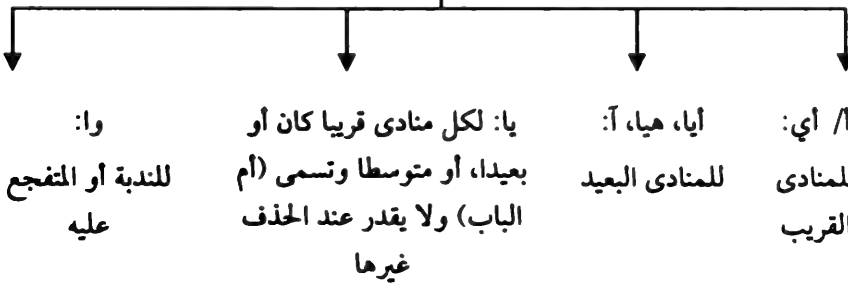 أ/ أي:
للمنادى
القريب
أيا، هيا، آ:
للمنادى البعيد
يا: لكل منادى قريبا كان أو
بعيدا، أو متوسطا وتسمى (أم
الباب) ولا يقدر عند الحذف
غيرها
وا:
للندبة أو المتفجع
عليه